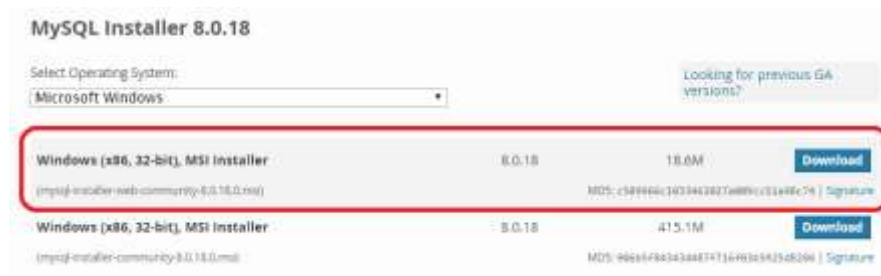 MySQL Installer 8.0.18
Select Operating System:
Looking for previous GA versions?
Microsoft Windows
Windows (x86, 32-bit), MSI Installer 8.0.18 18.6M Download
(mysql-installer-web-community-8.0.18.0.msi) MD5: | Signature
Windows (x86, 32-bit), MSI Installer 8.0.18 415.1M Download
(mysql-installer-community-8.0.18.0.msi) MD5: | Signature